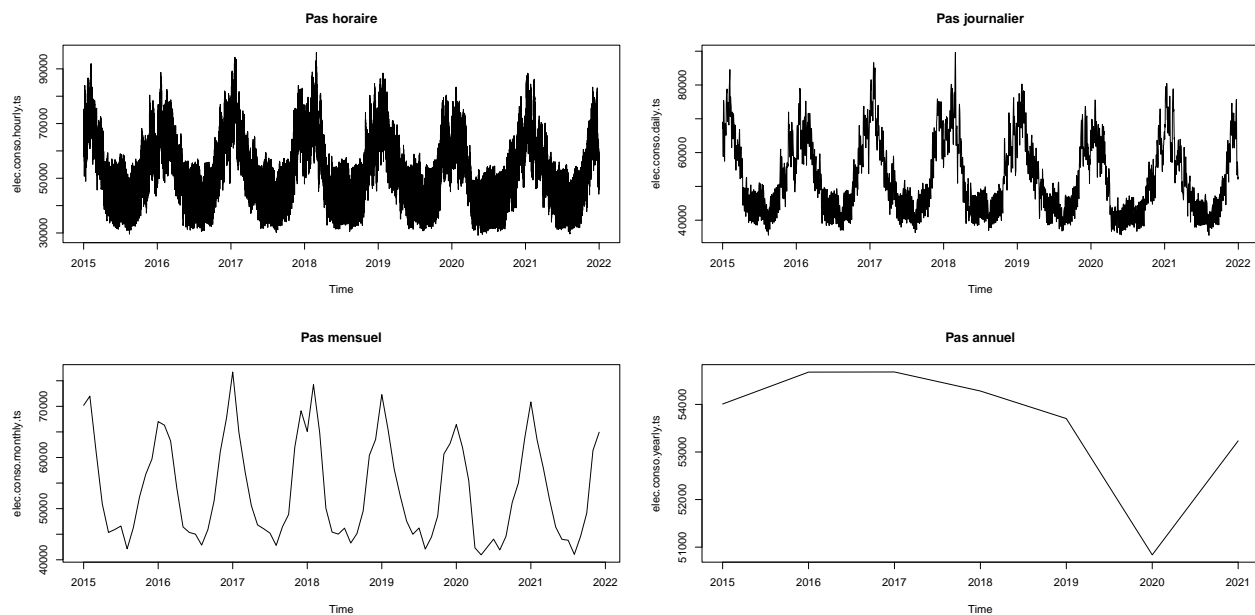 Pas horaire
elec.conso.hourly.ts
90000
70000
50000
30000
2015 2016 2017 2018 2019 2020 2021 2022
Time
Pas journalier
elec.conso.daily.ts
80000
60000
40000
2015 2016 2017 2018 2019 2020 2021 2022
Time
Pas mensuel
elec.conso.monthly.ts
70000
60000
50000
40000
2015 2016 2017 2018 2019 2020 2021 2022
Time
Pas annuel
elec.conso.yearly.ts
54000
53000
52000
51000
2015 2016 2017 2018 2019 2020 2021
Time